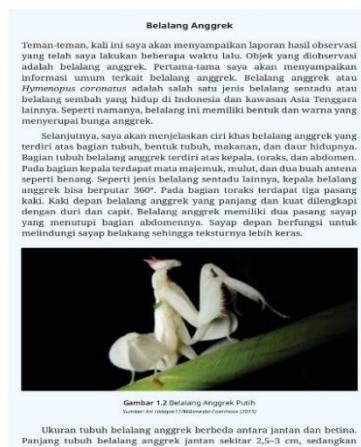 Belalang Anggrek
Teman-teman, kali ini saya akan menyampaikan laporan hasil observasi
yang telah saya lakukan beberapa waktu lalu. Objek yang diobservasi
adalah belalang anggrek. Pertama-tama saya akan menyampaikan
informasi umum terkait belalang anggrek. Belalang anggrek atau
Hymenopus coronatus adalah salah satu jenis belalang sentadu atau
belalang sembah yang hidup di Indonesia dan kawasan Asia Tenggara
lainnya. Seperti namanya, belalang ini memiliki bentuk dan warna yang
menyerupai bunga anggrek.
Selanjutnya, saya akan menjelaskan ciri khas belalang anggrek yang
terdiri atas bagian tubuh, bentuk tubuh, makanan, dan daur hidupnya.
Bagian tubuh belalang anggrek terdiri atas kepala, toraks, dan abdomen.
Pada bagian kepala terdapat mata majemuk, mulut, dan dua buah antena
seperti benang. Seperti jenis belalang sentadu lainnya, kepala belalang
anggrek bisa berputar 360°. Pada bagian toraks terdapat tiga pasang
kaki. Kaki depan belalang anggrek yang panjang dan kuat dilengkapi
dengan duri dan capit. Belalang anggrek memiliki dua pasang sayap
yang menutupi bagian abdomennya. Sayap depan berfungsi untuk
melindungi sayap belakang sehingga teksturnya lebih keras.
Gambar 1.2 Belalang Anggrek Putih
Sumber: Ari Hidayat11/Wikimedia Commons (2015)
Ukuran tubuh belalang anggrek berbeda antara jantan dan betina.
Panjang tubuh belalang anggrek jantan sekitar 2,5–3 cm, sedangkan